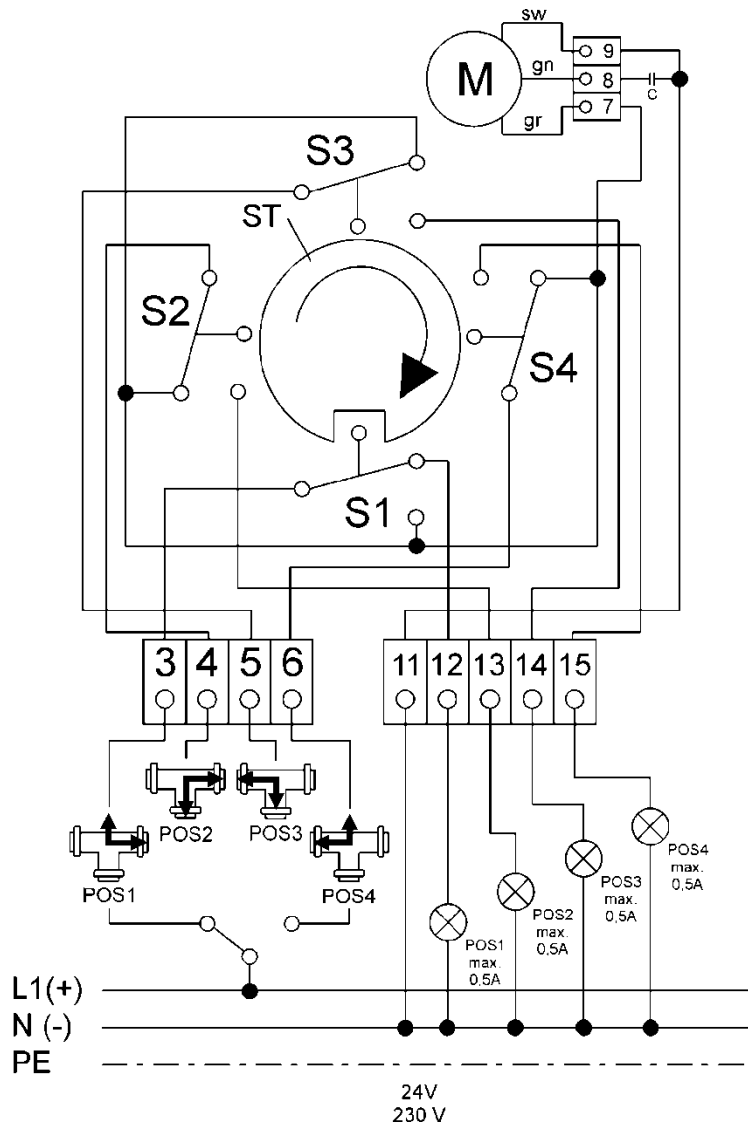 sw
9
gn
8
C
M
7
gr
S3
ST
S2
S4
S1
3 4 5 6 11 12 13 14 15
POS2 POS3
POS1 POS4
POS4
max.
0,5A
POS3
max.
0,5A
POS2
max.
0,5A
POS1
max.
0,5A
L1(+)
N (-)
PE
24V
230 V